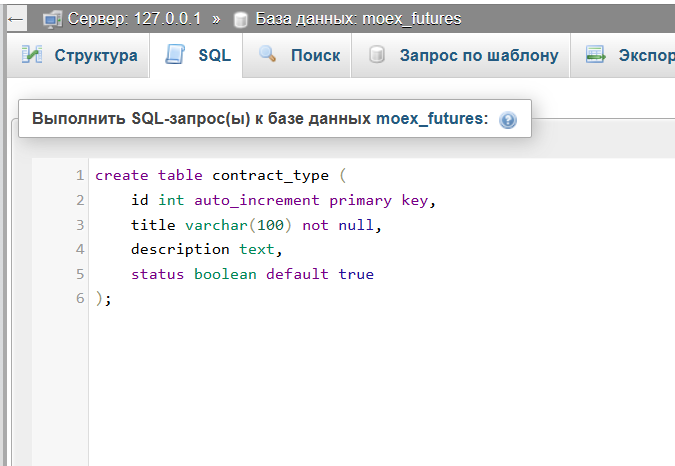 ← Сервер: 127.0.0.1 » База данных: moex_futures
Структура SQL Поиск Запрос по шаблону
Выполнить SQL-запрос(ы) к базе данных moex_futures:
1 create table contract_type (
2 id int auto_increment primary key,
3 title varchar(100) not null,
4 description text,
5 status boolean default true
6 );